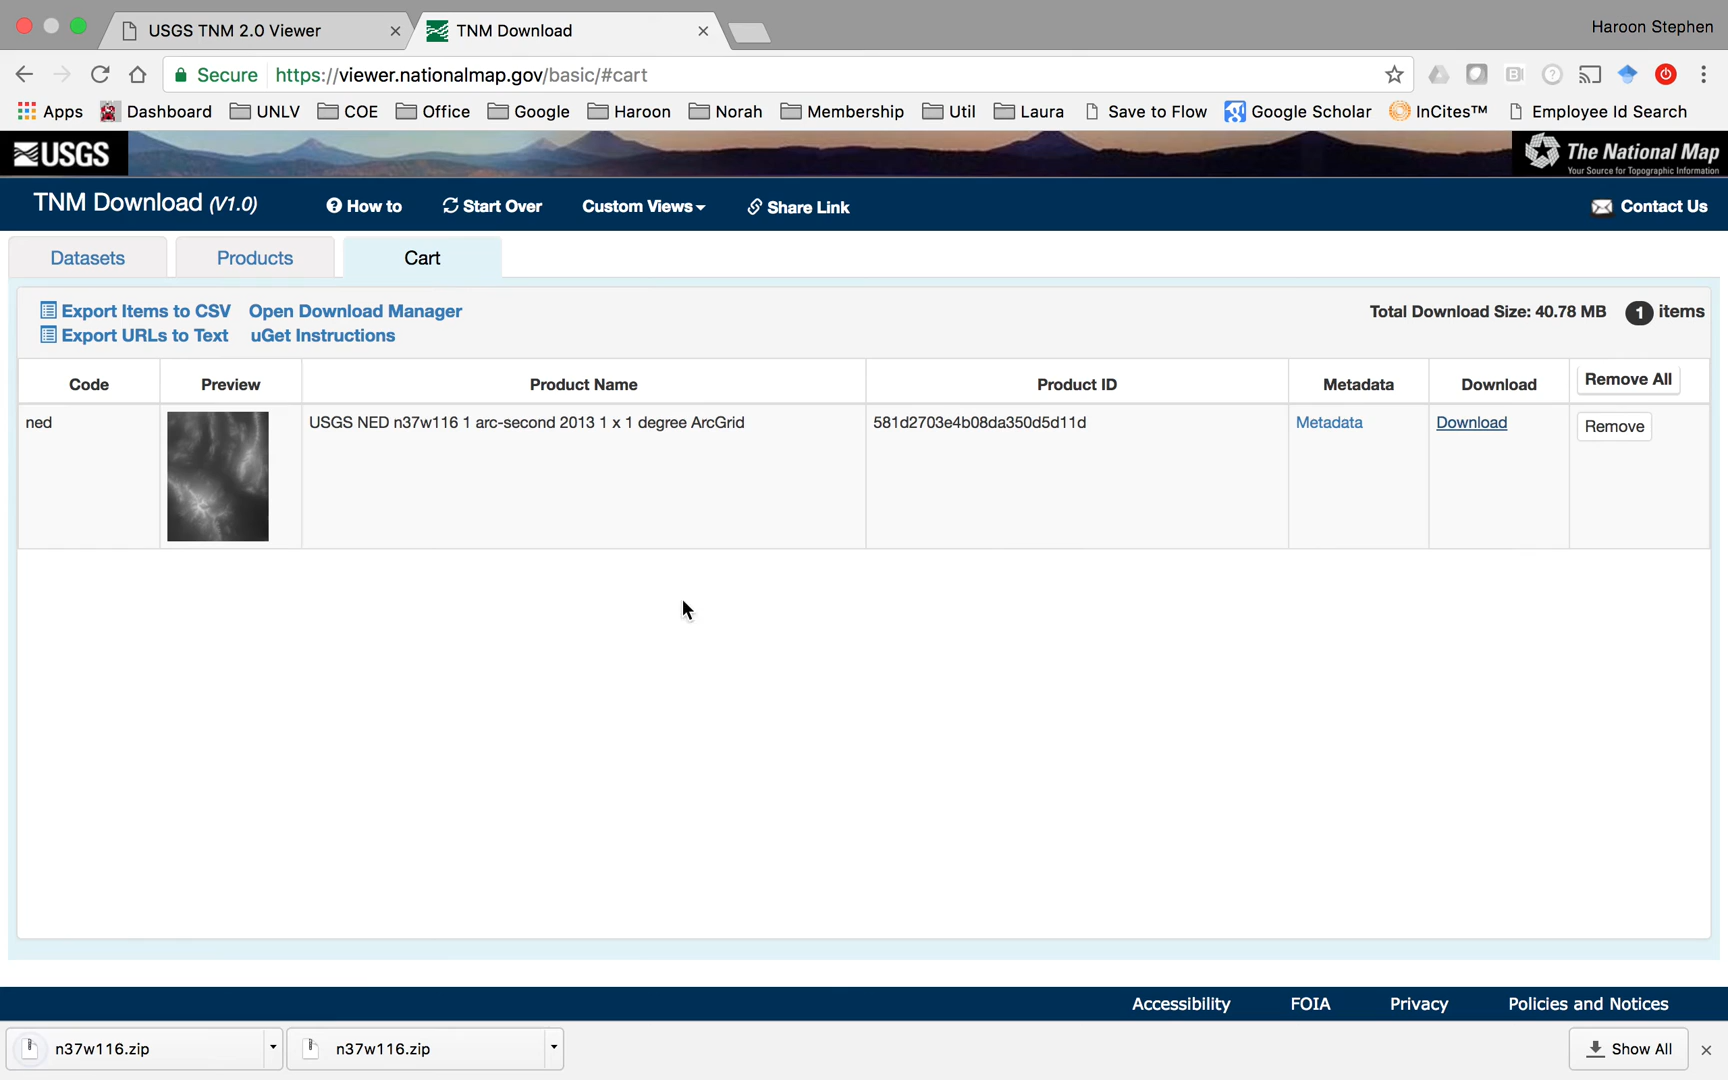 USGS TNM 2.0 Viewer
TNM Download
Haroon Stephen
Secure https://viewer.nationalmap.gov/basic/#cart
Apps Dashboard UNLV COE Office Google Haroon Norah Membership Util Laura Save to Flow Google Scholar InCites™ Employee Id Search
USGS
The National Map
Your Source for Topographic Information
TNM Download (V1.0) How to Start Over Custom Views Share Link Contact Us
Datasets Products Cart
Export Items to CSV Open Download Manager Total Download Size: 40.78 MB 1 items
Export URLs to Text uGet Instructions
Code Preview Product Name Product ID Metadata Download Remove All
ned USGS NED n37w116 1 arc-second 2013 1 x 1 degree ArcGrid 581d2703e4b08da350d5d11d Metadata Download Remove
Accessibility FOIA Privacy Policies and Notices
n37w116.zip n37w116.zip Show All